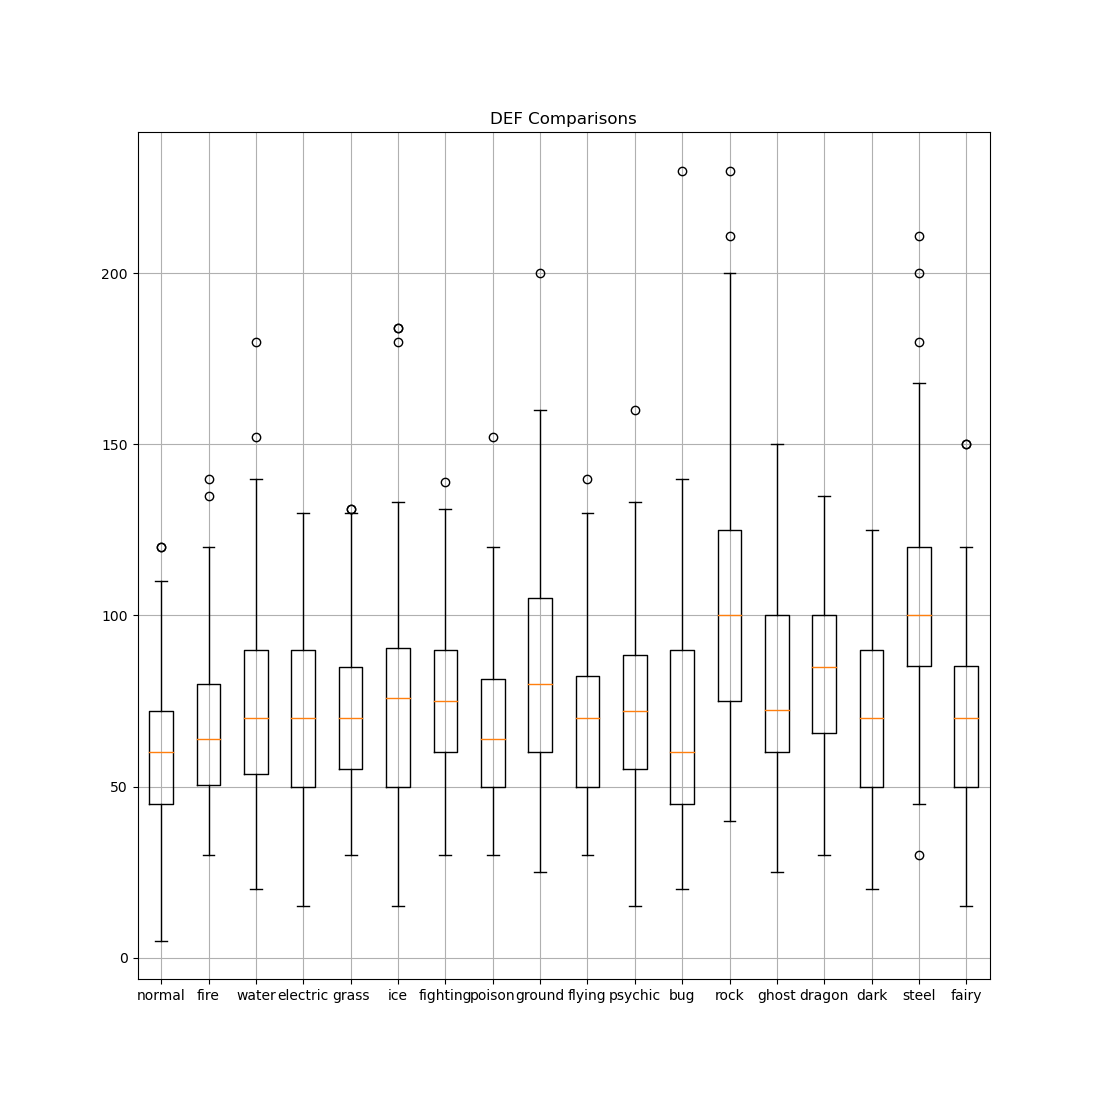 DEF Comparisons
200
150
100
50
0
normal fire water electric grass ice fighting poison ground flying psychic bug rock ghost dragon dark steel fairy